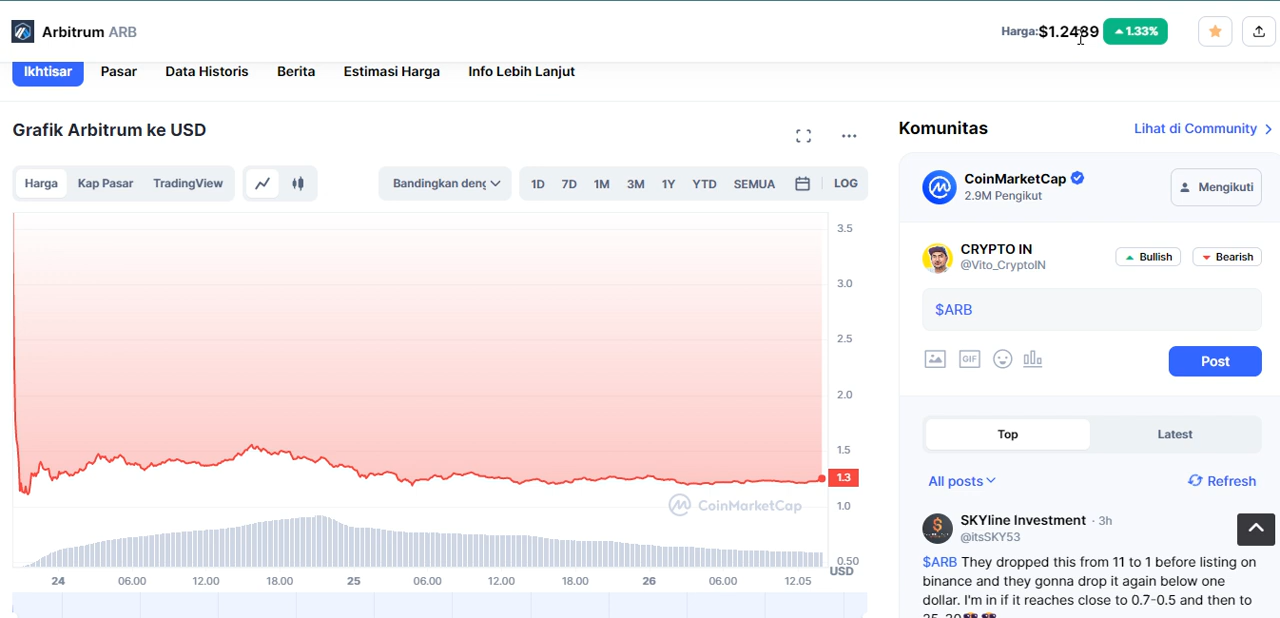 Arbitrum ARB
Harga:$1.2489 1.33%
Ikhtisar Pasar Data Historis Berita Estimasi Harga Info Lebih Lanjut
Grafik Arbitrum ke USD
Harga Kap Pasar TradingView Bandingkan deng 1D 7D 1M 3M 1Y YTD SEMUA LOG
3.5
3.0
2.5
2.0
1.5
1.3
1.0
0.50
USD
CoinMarketCap
24 06.00 12.00 18.00 25 06.00 12.00 18.00 26 06.00 12.05
Komunitas Lihat di Community
CoinMarketCap
2.9M Pengikut
Mengikuti
CRYPTO IN
@Vito_CryptoIN
Bullish Bearish
$ARB
GIF
Post
Top Latest
All posts Refresh
SKYline Investment · 3h
@itsSKY53
$ARB They dropped this from 11 to 1 before listing on
binance and they gonna drop it again below one
dollar. I'm in if it reaches close to 0.7-0.5 and then to